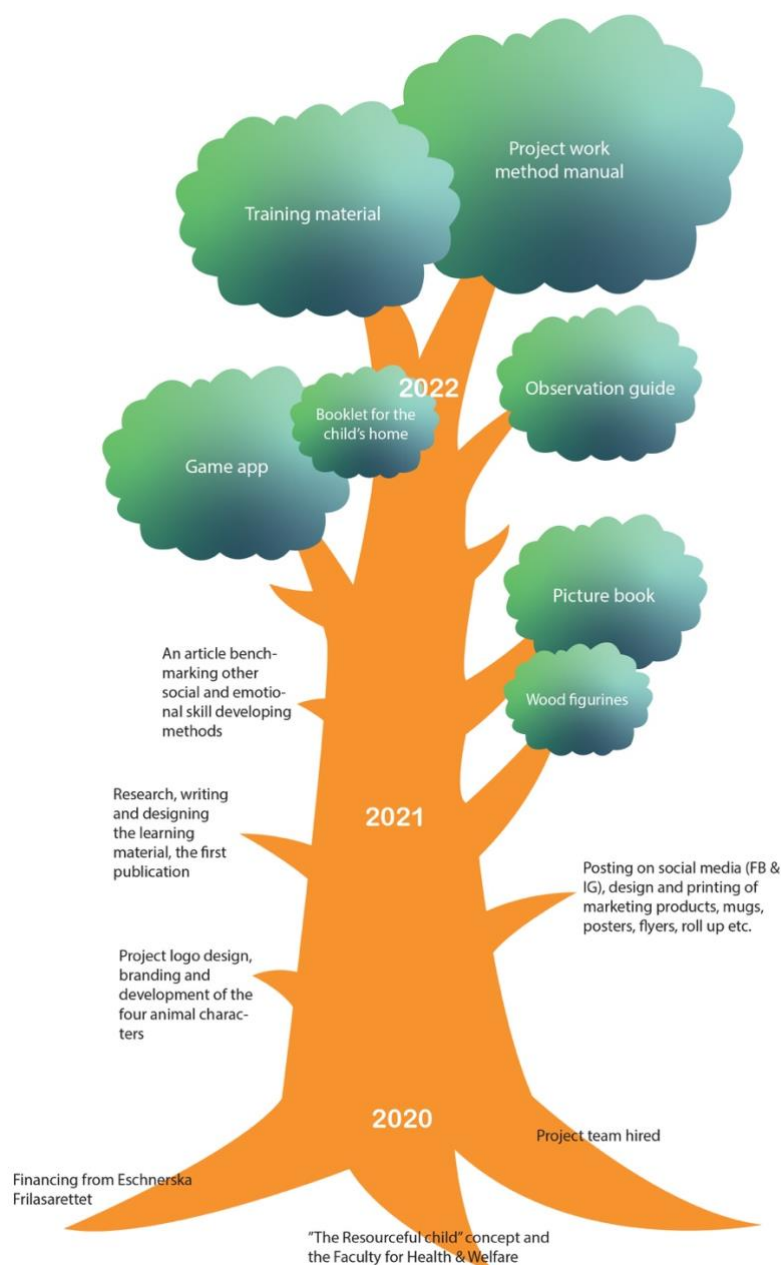 Project work
method manual
Training material
2022
Observation guide
Booklet for the
child's home
Game app
Picture book
An article bench-
marking other
social and emotio-
nal skill developing
methods
Wood figurines
Research, writing
and designing
the learning
material, the first
publication
2021
Posting on social media (FB &
IG), design and printing of
marketing products, mugs,
posters, flyers, roll up etc.
Project logo design,
branding and
development of the
four animal charac-
ters
2020
Project team hired
Financing from Eschnerska
Frilasarettet
"The Resourceful child" concept and
the Faculty for Health & Welfare